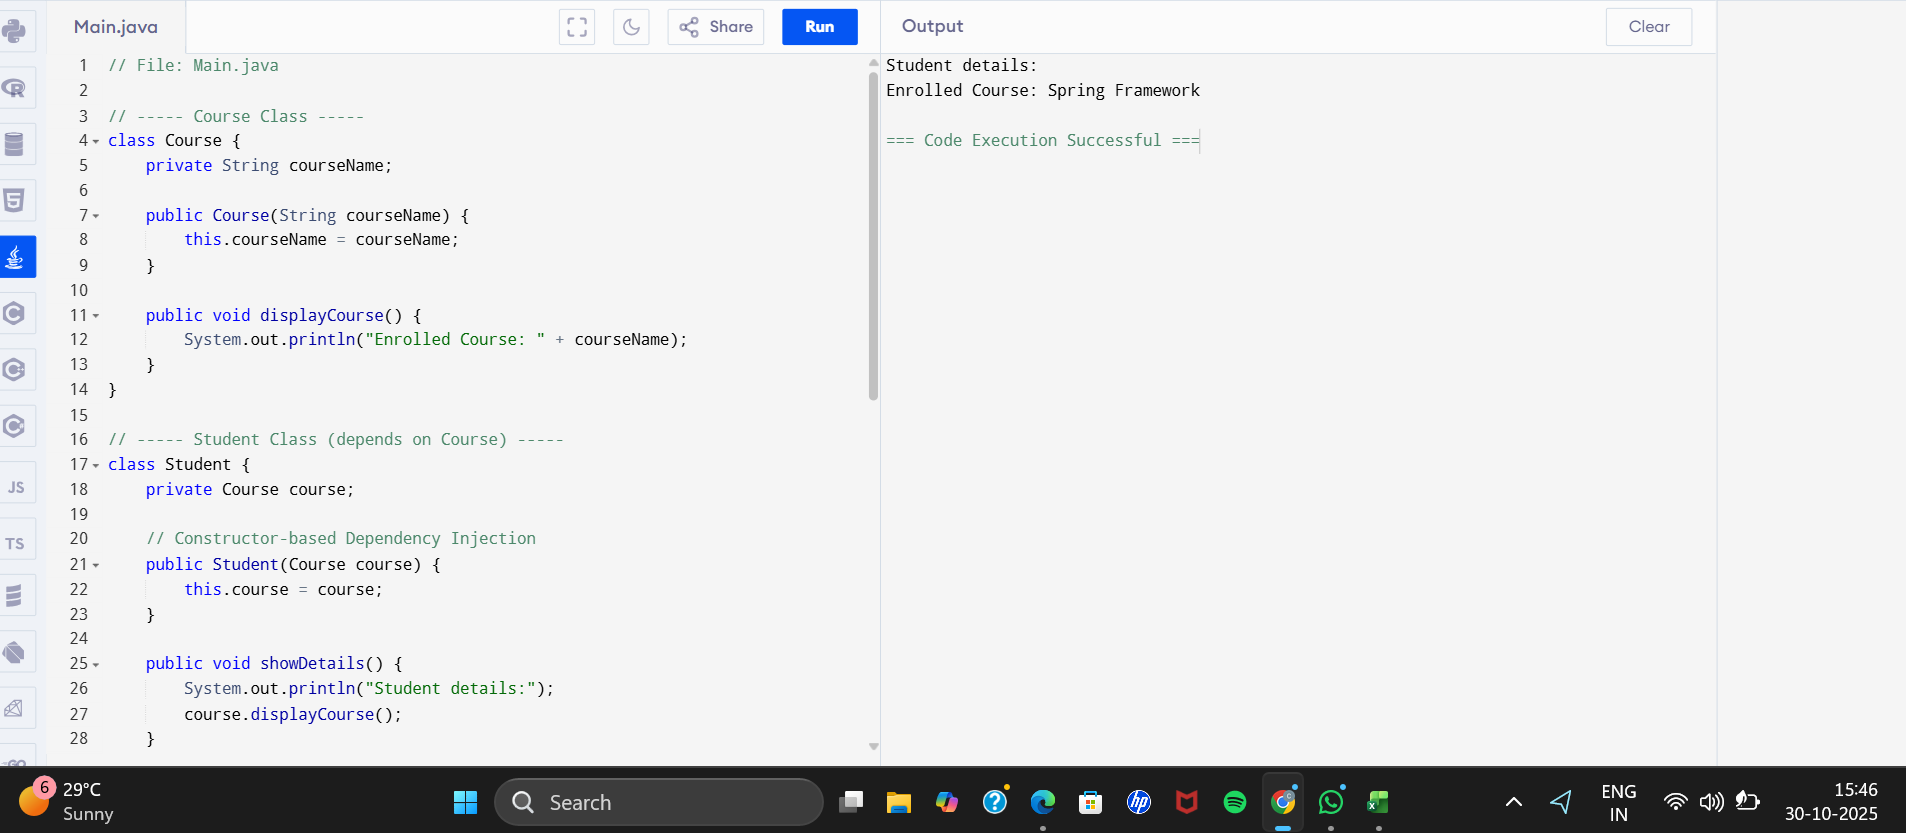 Main.java
Share
Run
Output
Clear
1 // File: Main.java
2
3 // ----- Course Class -----
4 class Course {
5     private String courseName;
6
7     public Course(String courseName) {
8         this.courseName = courseName;
9     }
10
11     public void displayCourse() {
12         System.out.println("Enrolled Course: " + courseName);
13     }
14 }
15
16 // ----- Student Class (depends on Course) -----
17 class Student {
18     private Course course;
19
20     // Constructor-based Dependency Injection
21     public Student(Course course) {
22         this.course = course;
23     }
24
25     public void showDetails() {
26         System.out.println("Student details:");
27         course.displayCourse();
28     }
Student details:
Enrolled Course: Spring Framework
=== Code Execution Successful ===
JS
TS
6
29°C
Sunny
Search
ENG
IN
15:46
30-10-2025